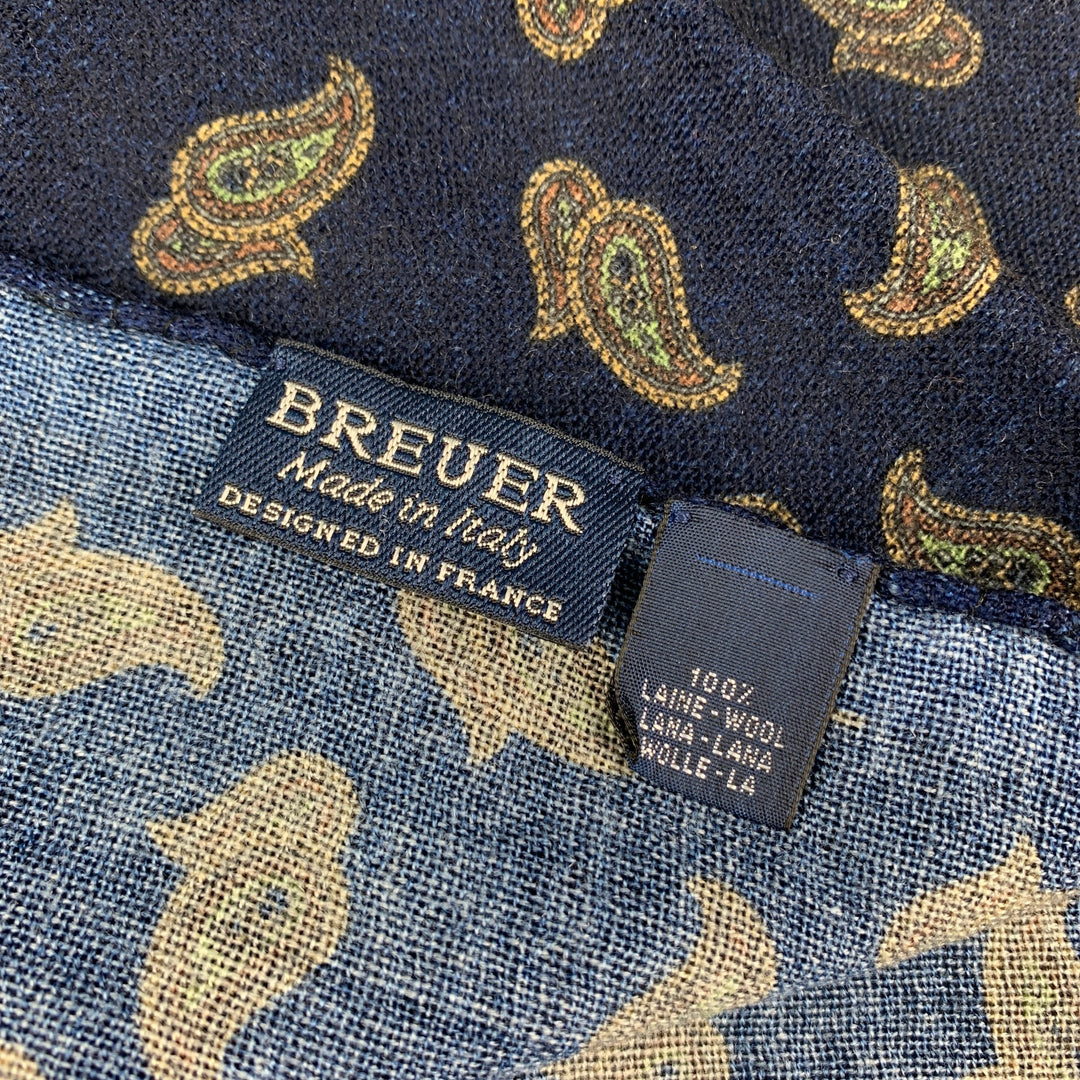 BREUER
Made in Italy
DESIGNED IN FRANCE
100%
LAINE-WOOL
LANA-LANA
WOLLE-LA